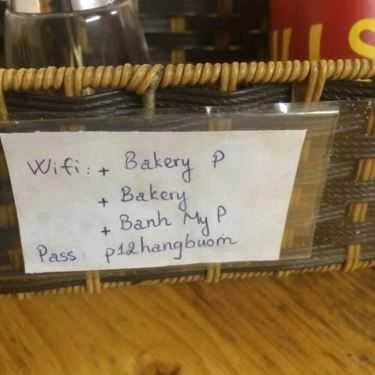 Wifi: + Bakery P
+ Bakery
+ Banh My P
Pass: p12hangbuom